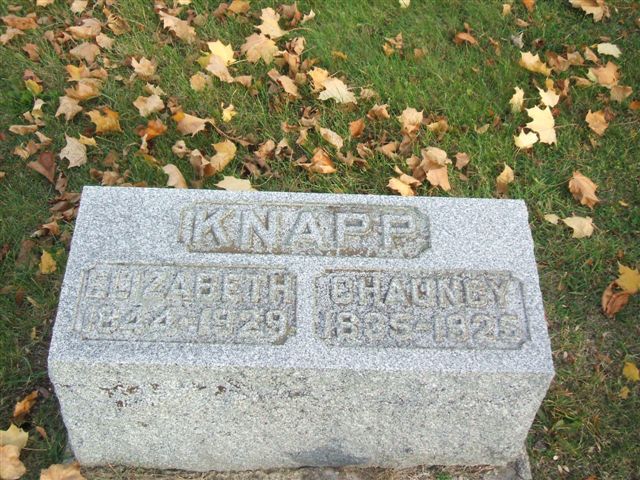 KNAPP
ELIZABETH
1844-1929
CHAUNCY
1835-1925